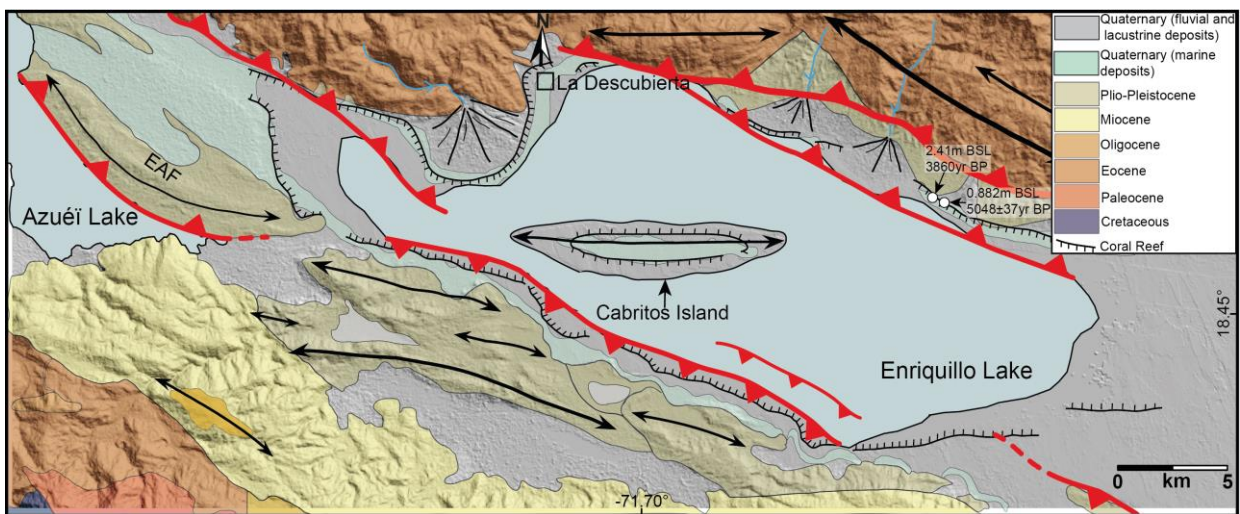 N
La Descubierta
EAF
Azuéï Lake
2.41m BSL
3860yr BP
0.882m BSL
5048±37yr BP
Cabritos Island
Enriquillo Lake
18.45°
-71.70°
0
5
km
Quaternary (fluvial and
lacustrine deposits)
Quaternary (marine
deposits)
Plio-Pleistocene
Miocene
Oligocene
Eocene
Paleocene
Cretaceous
Coral Reef